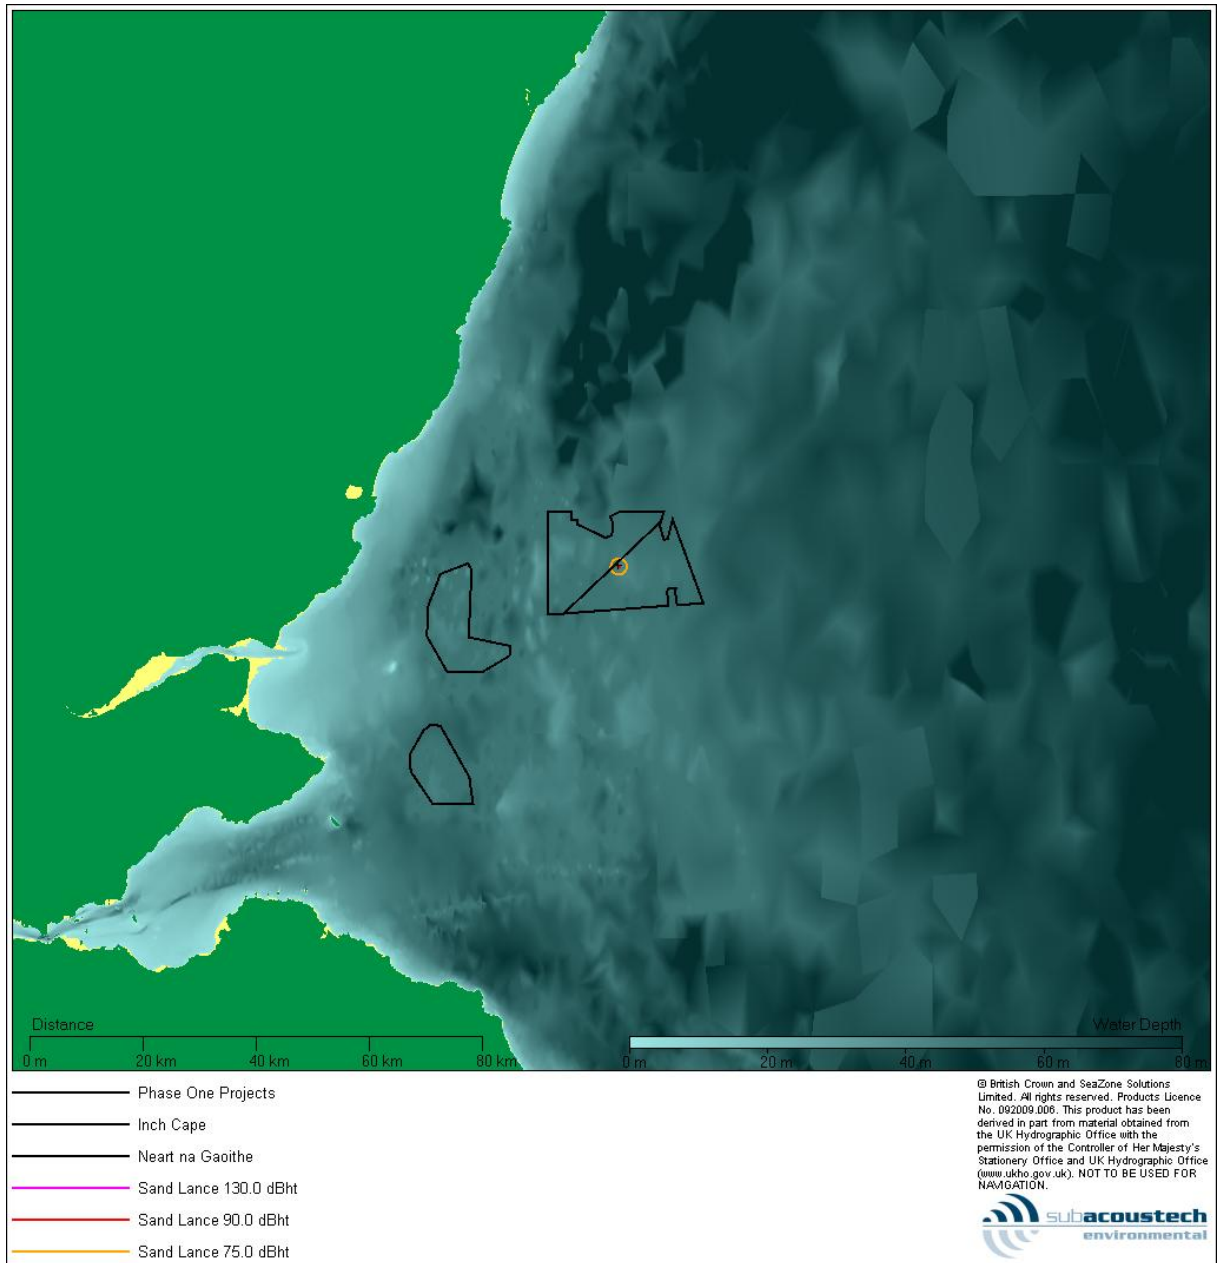 Distance
0 m 20 km 40 km 60 km 80 km
Water Depth
0 m 20 m 40 m 60 m 80 m
Phase One Projects
Inch Cape
Neart na Gaoithe
Sand Lance 130.0 dBht
Sand Lance 90.0 dBht
Sand Lance 75.0 dBht
© British Crown and SeaZone Solutions
Limited. All rights reserved. Products Licence
No. 092009.006. This product has been
derived in part from material obtained from
the UK Hydrographic Office with the
permission of the Controller of Her Majesty's
Stationery Office and UK Hydrographic Office
(www.ukho.gov.uk). NOT TO BE USED FOR
NAVIGATION.
subacoustech
environmental